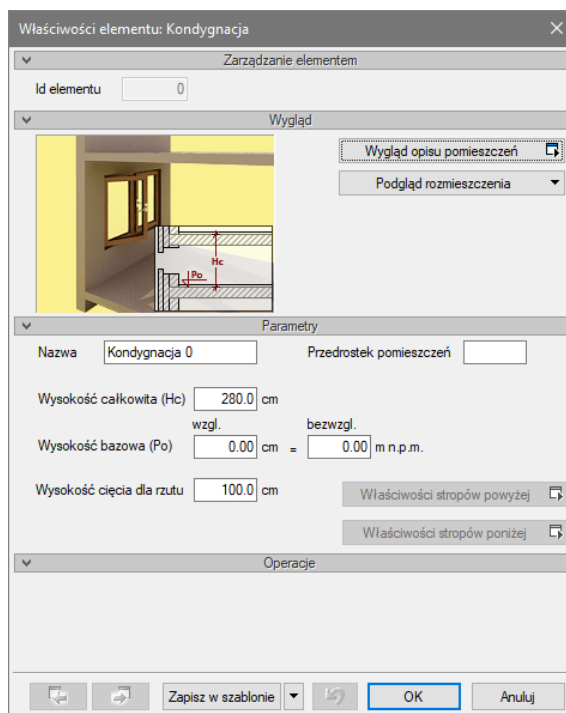 Właściwości elementu: Kondygnacja
Zarządzanie elementem
Id elementu 0
Wygląd
Wygląd opisu pomieszczeń
Podgląd rozmieszczenia
Hc
Po
Parametry
Nazwa Kondygnacja 0 Przedrostek pomieszczeń
Wysokość całkowita (Hc) 280.0 cm
wzgl. bezwzgl.
Wysokość bazowa (Po) 0.00 cm = 0.00 m n.p.m.
Wysokość cięcia dla rzutu 100.0 cm
Właściwości stropów powyżej
Właściwości stropów poniżej
Operacje
Zapisz w szablonie OK Anuluj